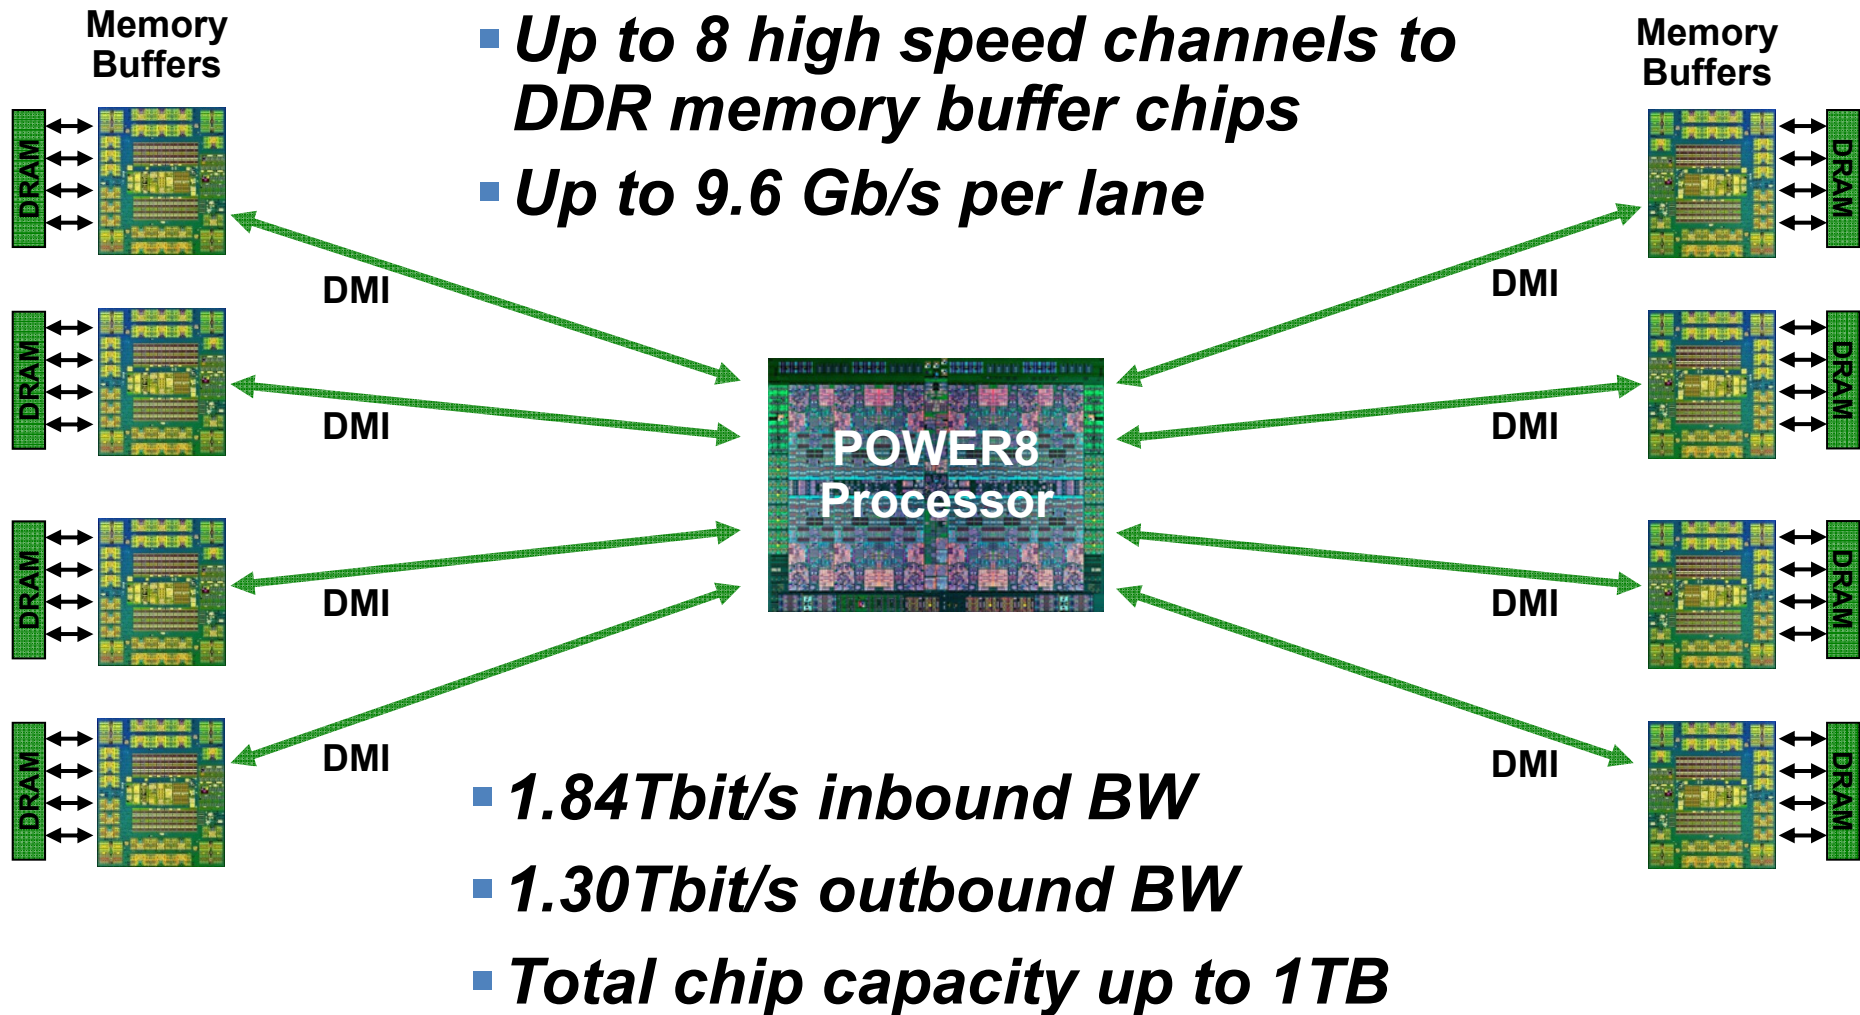 Memory
Buffers
▪ Up to 8 high speed channels to
DDR memory buffer chips
▪ Up to 9.6 Gb/s per lane
Memory
Buffers
DRAM
DRAM
DMI
DMI
DRAM
DRAM
DMI
DMI
POWER8
Processor
DRAM
DRAM
DMI
DMI
DRAM
DRAM
DMI
DMI
▪ 1.84Tbit/s inbound BW
▪ 1.30Tbit/s outbound BW
▪ Total chip capacity up to 1TB